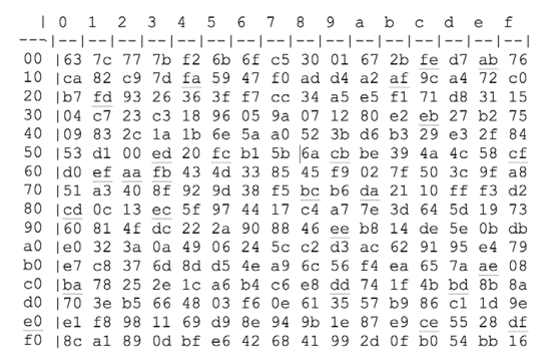 | 0 1 2 3 4 5 6 7 8 9 a b c d e f
---|--|--|--|--|--|--|--|--|--|--|--|--|--|--|--|--|
00 |63 7c 77 7b f2 6b 6f c5 30 01 67 2b fe d7 ab 76
10 |ca 82 c9 7d fa 59 47 f0 ad d4 a2 af 9c a4 72 c0
20 |b7 fd 93 26 36 3f f7 cc 34 a5 e5 f1 71 d8 31 15
30 |04 c7 23 c3 18 96 05 9a 07 12 80 e2 eb 27 b2 75
40 |09 83 2c 1a 1b 6e 5a a0 52 3b d6 b3 29 e3 2f 84
50 |53 d1 00 ed 20 fc b1 5b 6a cb be 39 4a 4c 58 cf
60 |d0 ef aa fb 43 4d 33 85 45 f9 02 7f 50 3c 9f a8
70 |51 a3 40 8f 92 9d 38 f5 bc b6 da 21 10 ff f3 d2
80 |cd 0c 13 ec 5f 97 44 17 c4 a7 7e 3d 64 5d 19 73
90 |60 81 4f dc 22 2a 90 88 46 ee b8 14 de 5e 0b db
a0 |e0 32 3a 0a 49 06 24 5c c2 d3 ac 62 91 95 e4 79
b0 |e7 c8 37 6d 8d d5 4e a9 6c 56 f4 ea 65 7a ae 08
c0 |ba 78 25 2e 1c a6 b4 c6 e8 dd 74 1f 4b bd 8b 8a
d0 |70 3e b5 66 48 03 f6 0e 61 35 57 b9 86 c1 1d 9e
e0 |e1 f8 98 11 69 d9 8e 94 9b 1e 87 e9 ce 55 28 df
f0 |8c a1 89 0d bf e6 42 68 41 99 2d 0f b0 54 bb 16